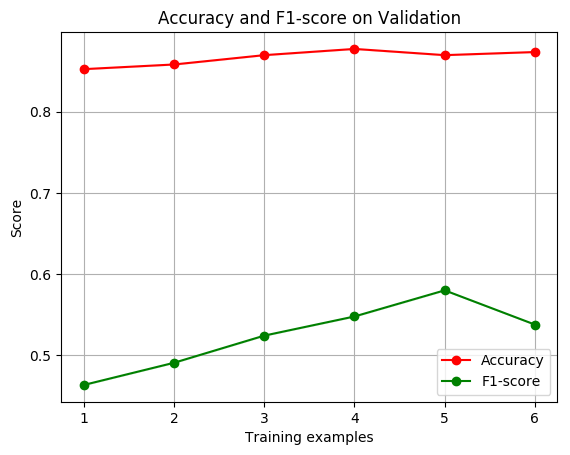 Accuracy and F1-score on Validation
Score
0.8
0.7
0.6
0.5
Accuracy
F1-score
1 2 3 4 5 6
Training examples